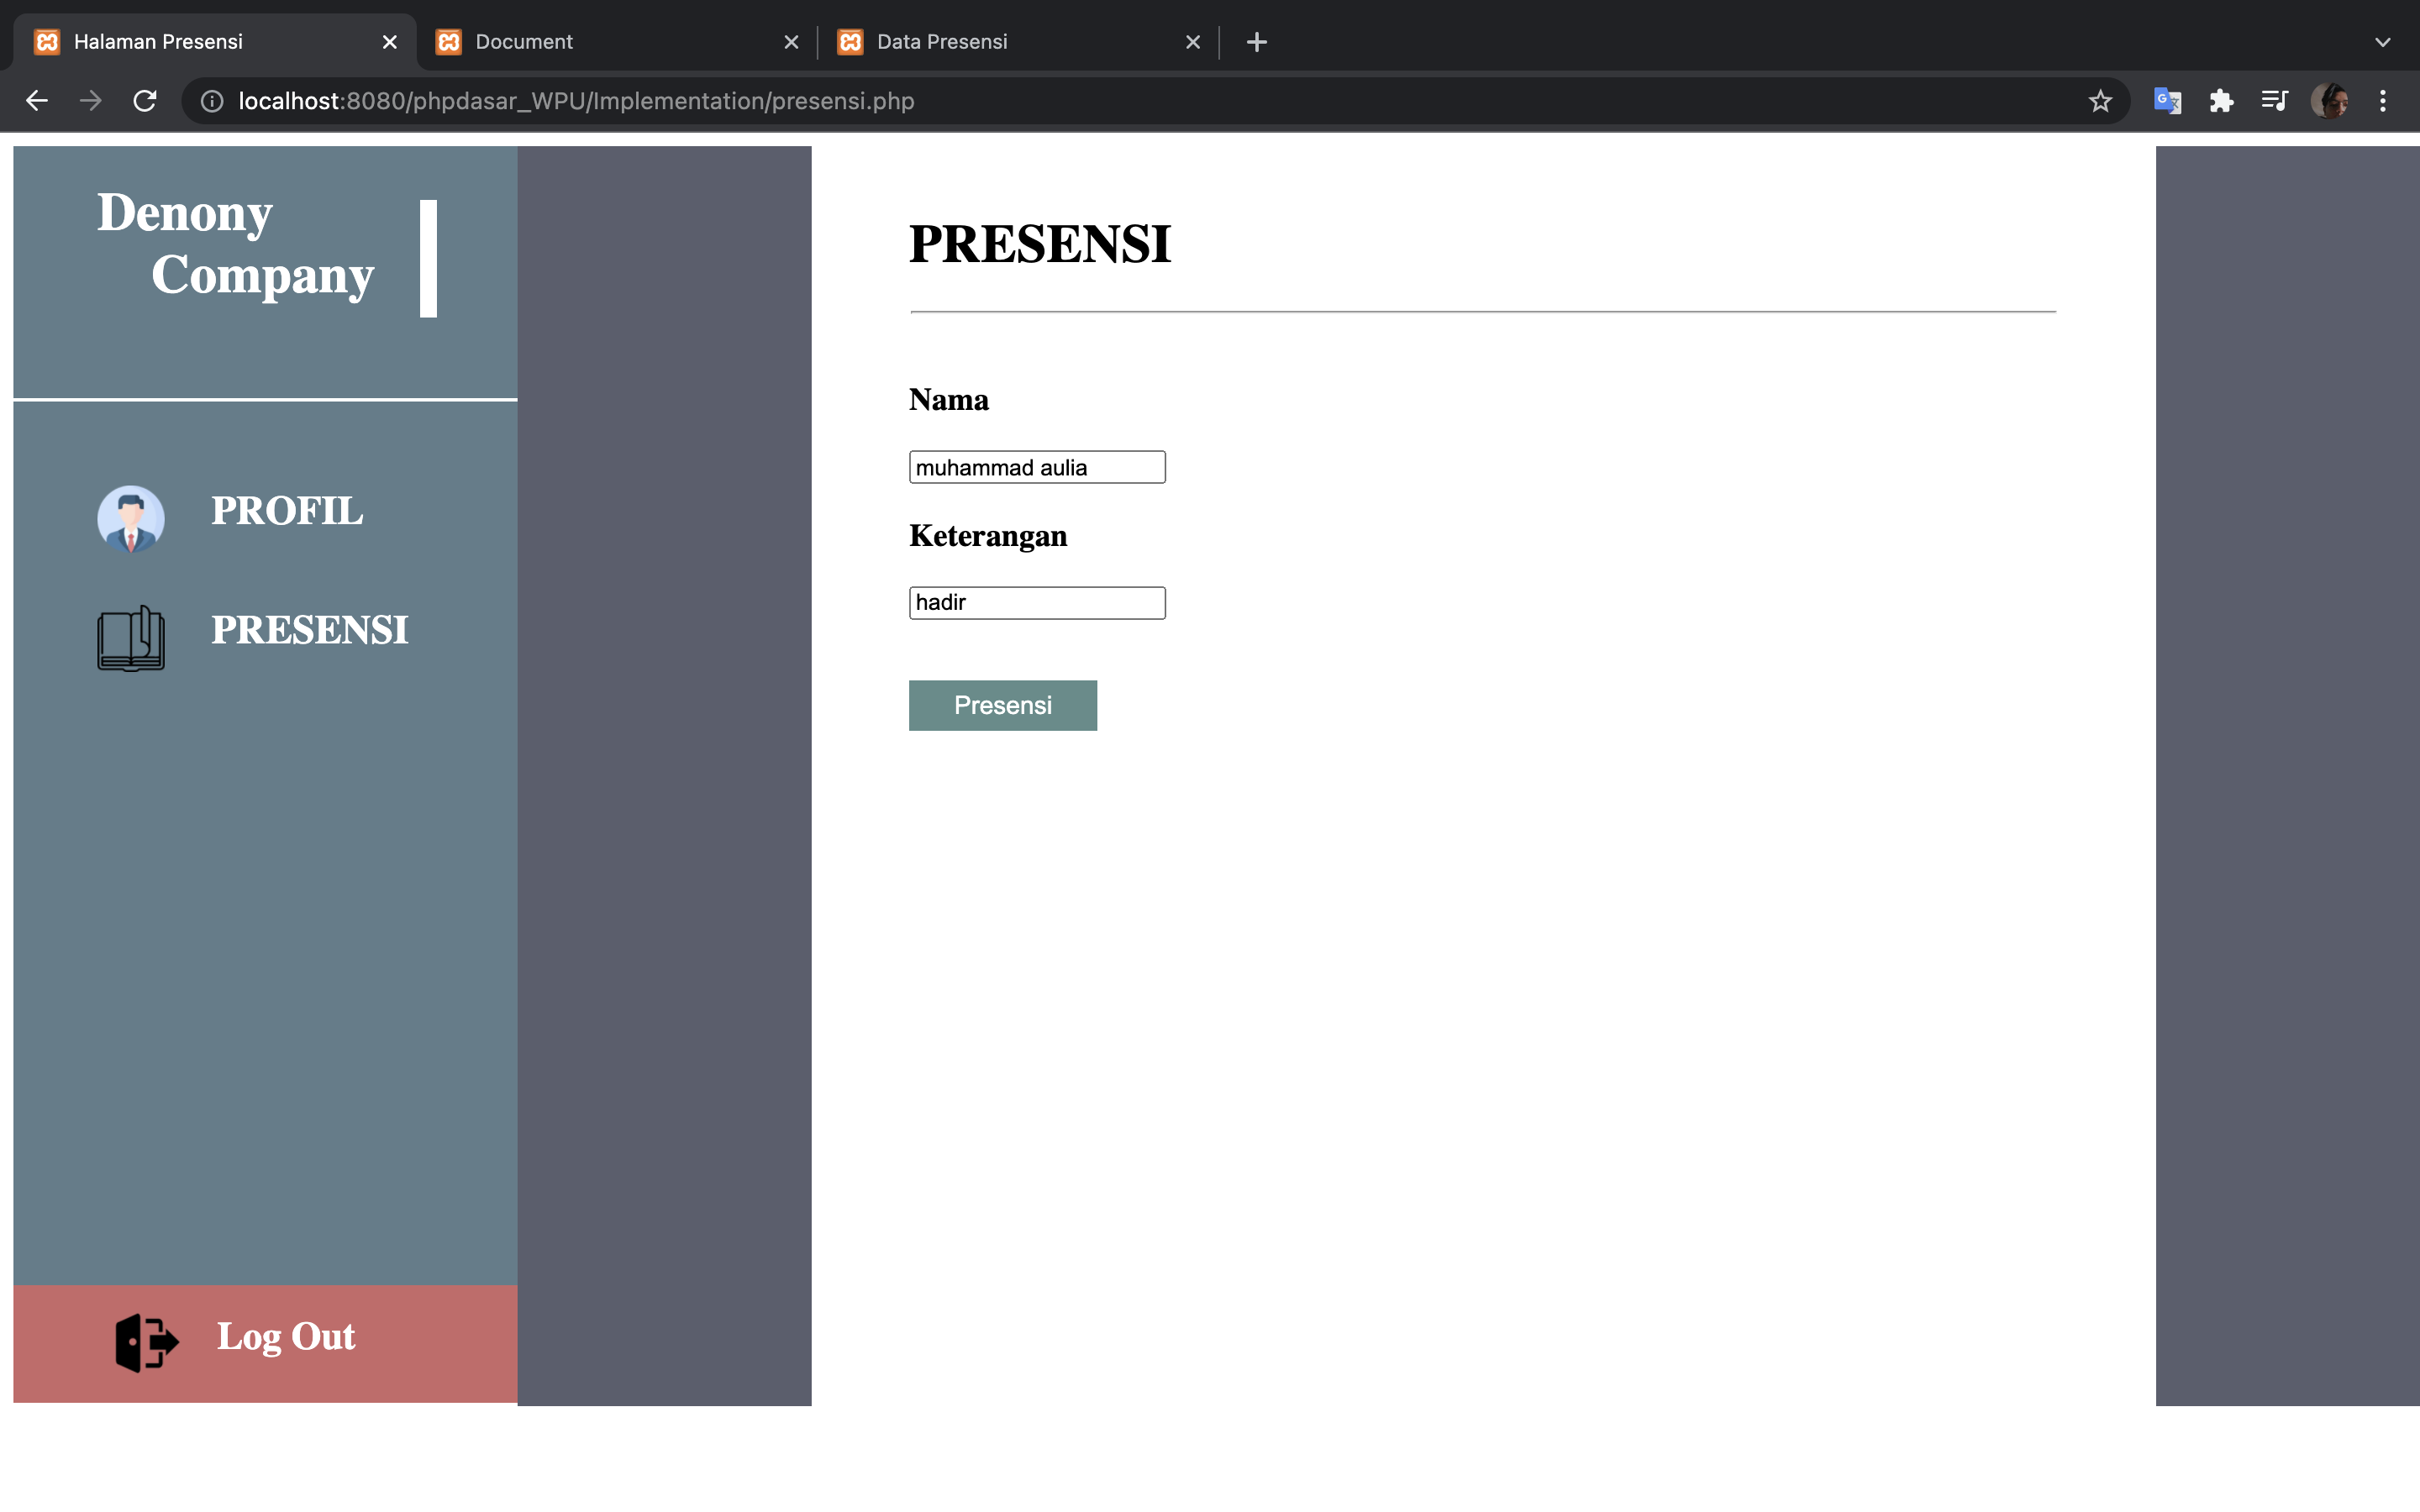 Halaman Presensi
Document
Data Presensi
localhost:8080/phpdasar_WPU/Implementation/presensi.php
Denony
Company
PROFIL
PRESENSI
Log Out
PRESENSI
Nama
muhammad aulia
Keterangan
hadir
Presensi